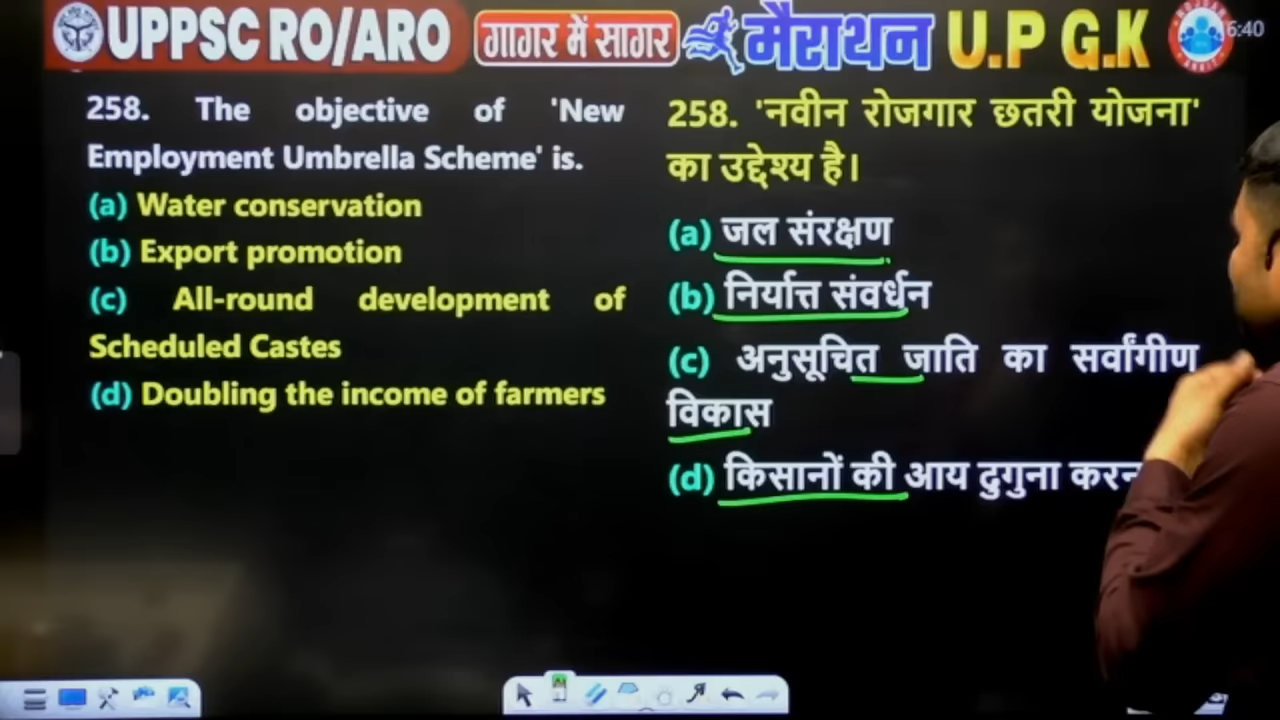 UPPSC RO/ARO गागर में सागर मैराथन U.P G.K
6:40
258. The objective of 'New
Employment Umbrella Scheme' is.
(a) Water conservation
(b) Export promotion
(c) All-round development of
Scheduled Castes
(d) Doubling the income of farmers
258. 'नवीन रोजगार छतरी योजना'
का उद्देश्य है।
(a) जल संरक्षण
(b) निर्यात्त संवर्धन
(c) अनुसूचित जाति का सर्वांगीण
विकास
(d) किसानों की आय दुगुना करन